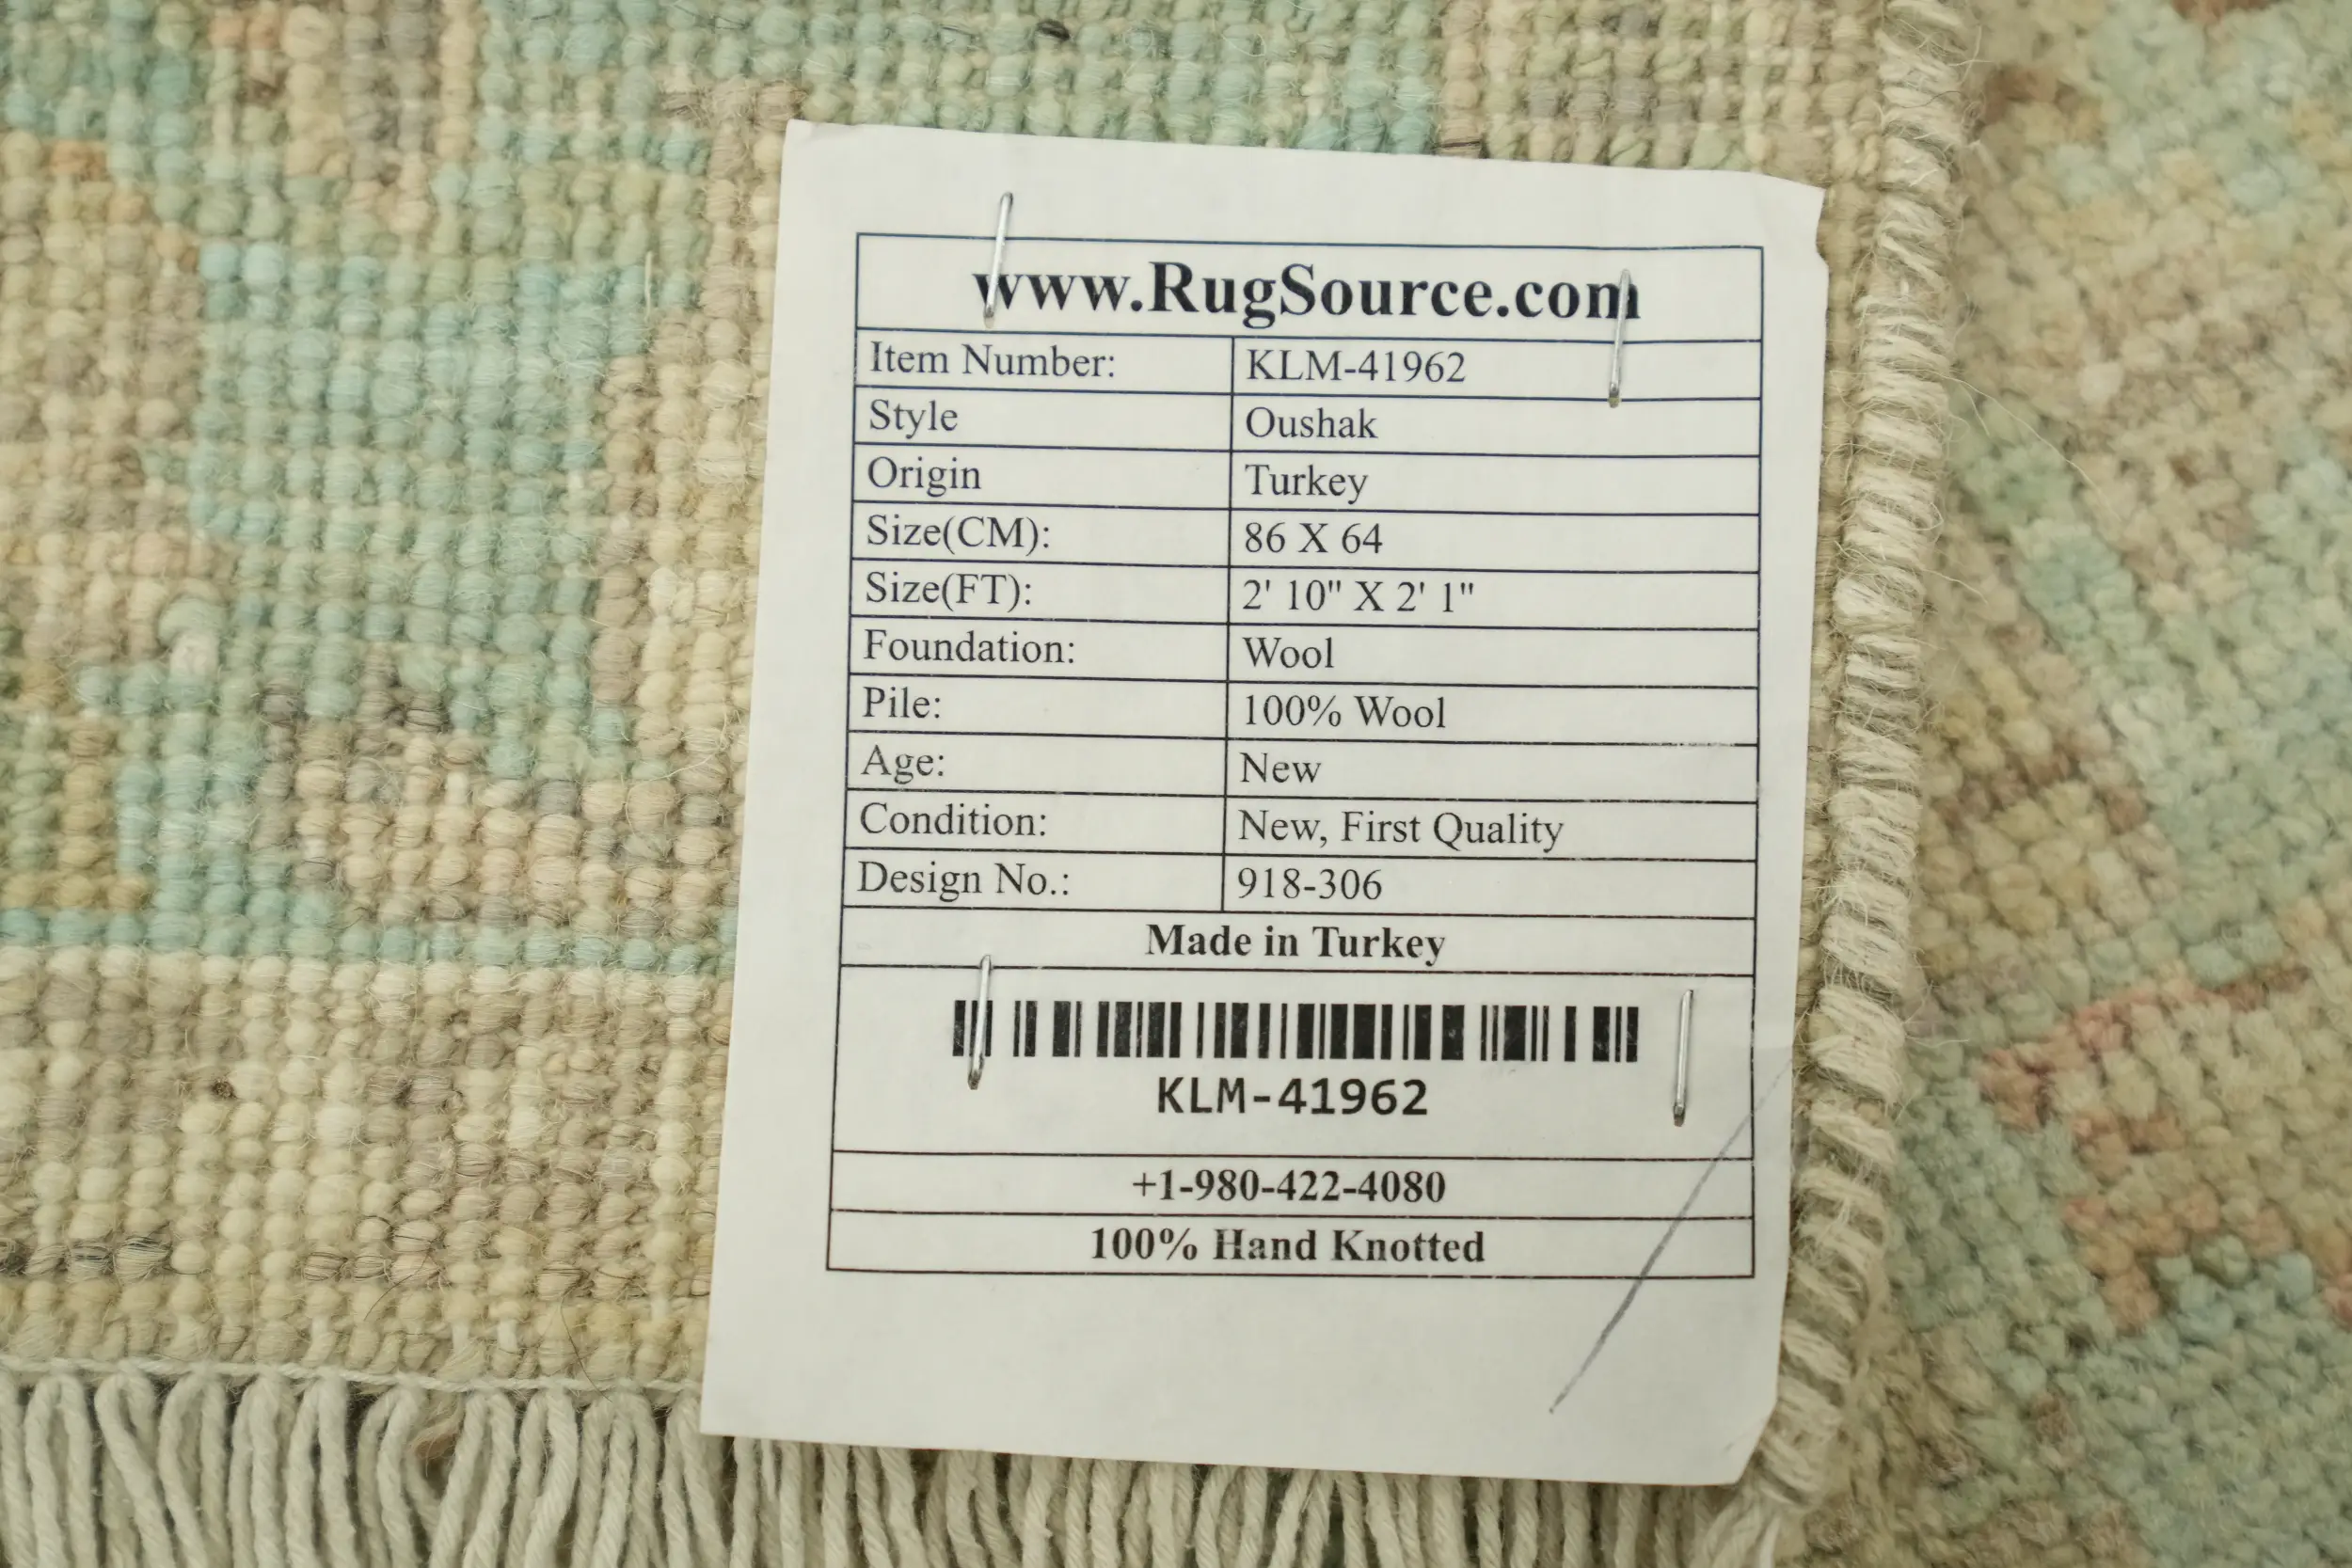 www.RugSource.com
Item Number: KLM-41962
Style Oushak
Origin Turkey
Size(CM): 86 X 64
Size(FT): 2' 10" X 2' 1"
Foundation: Wool
Pile: 100% Wool
Age: New
Condition: New, First Quality
Design No.: 918-306
Made in Turkey
KLM-41962
+1-980-422-4080
100% Hand Knotted